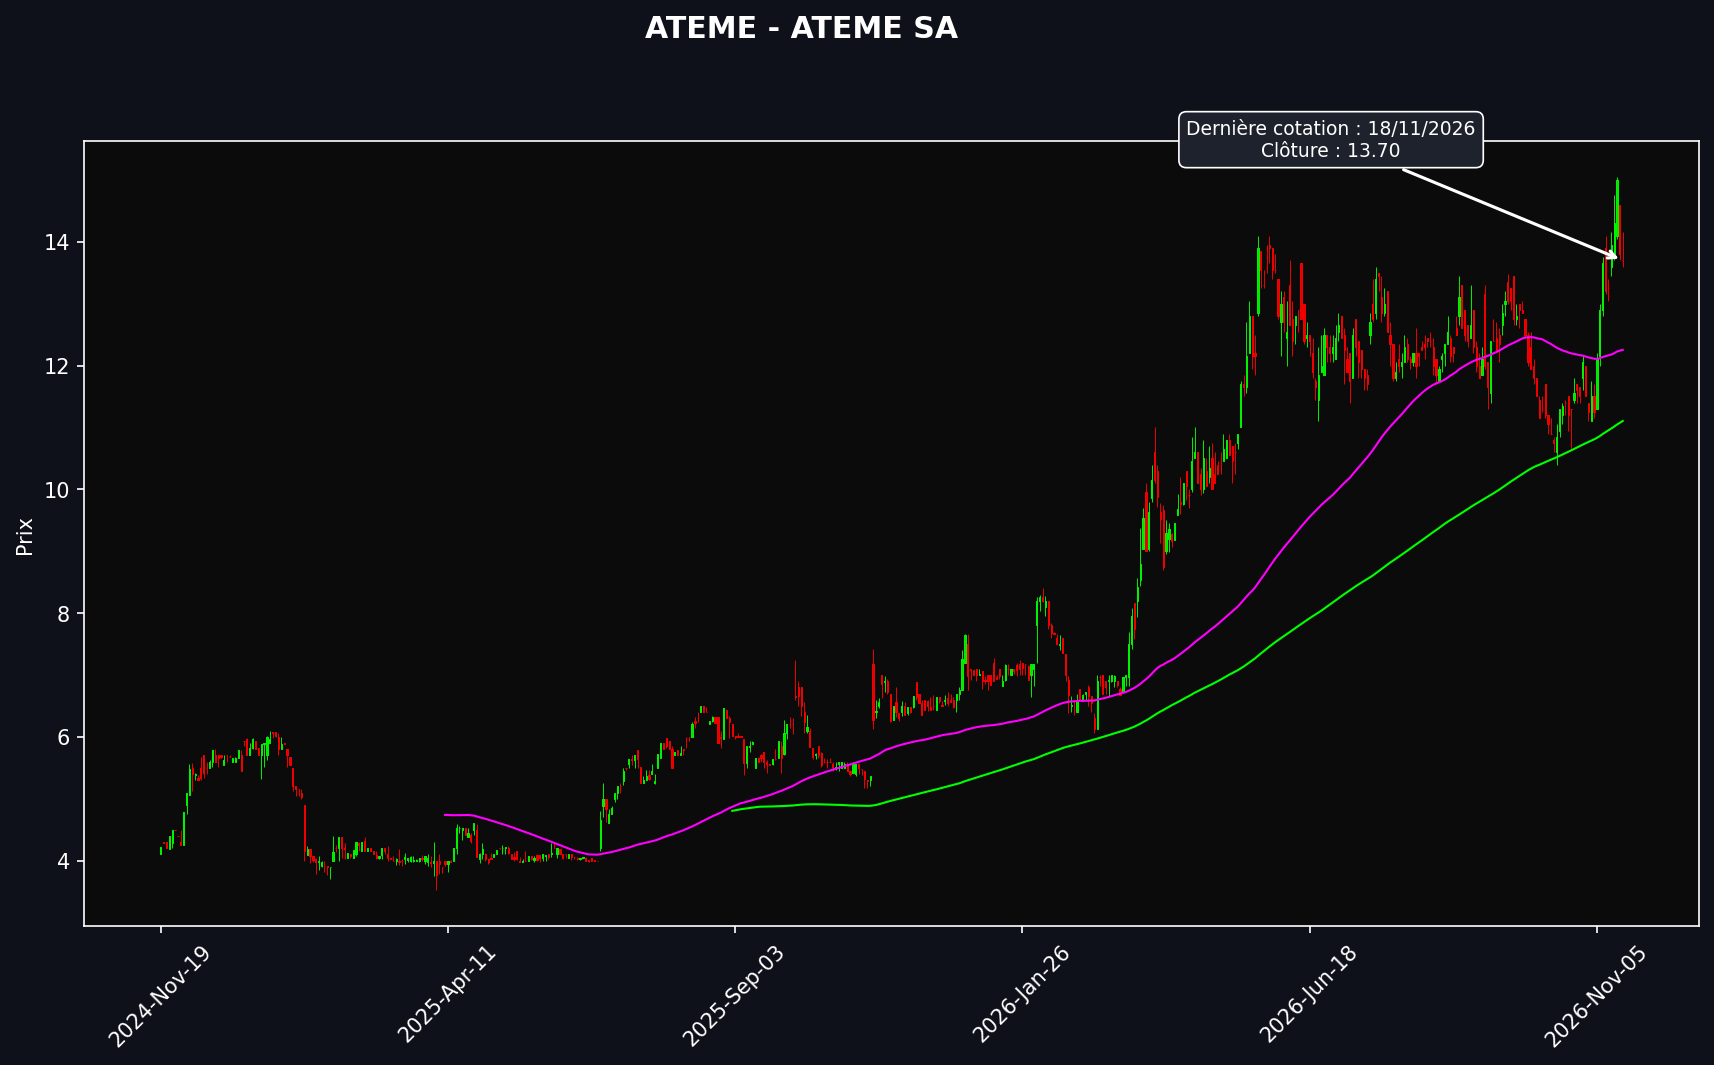 ATEME - ATEME SA
Dernière cotation : 18/11/2026
Clôture : 13.70
14
12
10
8
6
4
Prix
2024-Nov-19
2025-Apr-11
2025-Sep-03
2026-Jan-26
2026-Jun-18
2026-Nov-05